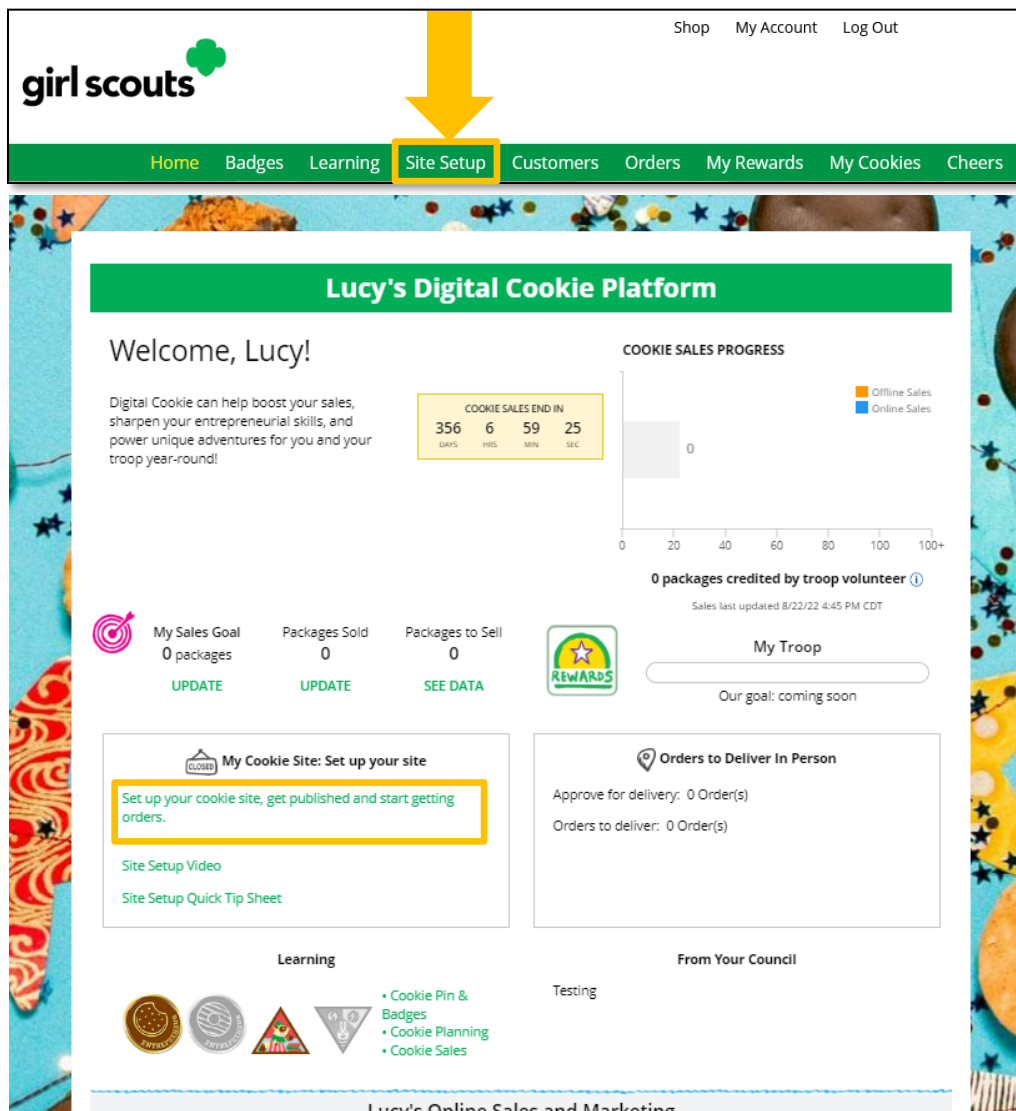 Shop My Account Log Out
girl scouts
Home Badges Learning Site Setup Customers Orders My Rewards My Cookies Cheers
Lucy's Digital Cookie Platform
Welcome, Lucy!
Digital Cookie can help boost your sales,
sharpen your entrepreneurial skills, and
power unique adventures for you and your
troop year-round!
COOKIE SALES END IN
356 6 59 25
DAYS HRS MIN SEC
COOKIE SALES PROGRESS
Offline Sales
Online Sales
0
0 20 40 60 80 100 100+
0 packages credited by troop volunteer
Sales last updated 8/22/22 4:45 PM CDT
My Sales Goal
0 packages
UPDATE
Packages Sold
0
UPDATE
Packages to Sell
0
SEE DATA
REWARDS
My Troop
Our goal: coming soon
CLOSED
My Cookie Site: Set up your site
Set up your cookie site, get published and start getting
orders.
Site Setup Video
Site Setup Quick Tip Sheet
Orders to Deliver In Person
Approve for delivery: 0 Order(s)
Orders to deliver: 0 Order(s)
Learning
ENTREPRENEUR
ENTREPRENEUR
• Cookie Pin &
Badges
• Cookie Planning
• Cookie Sales
From Your Council
Testing
Lucy's Online Sales and Marketing